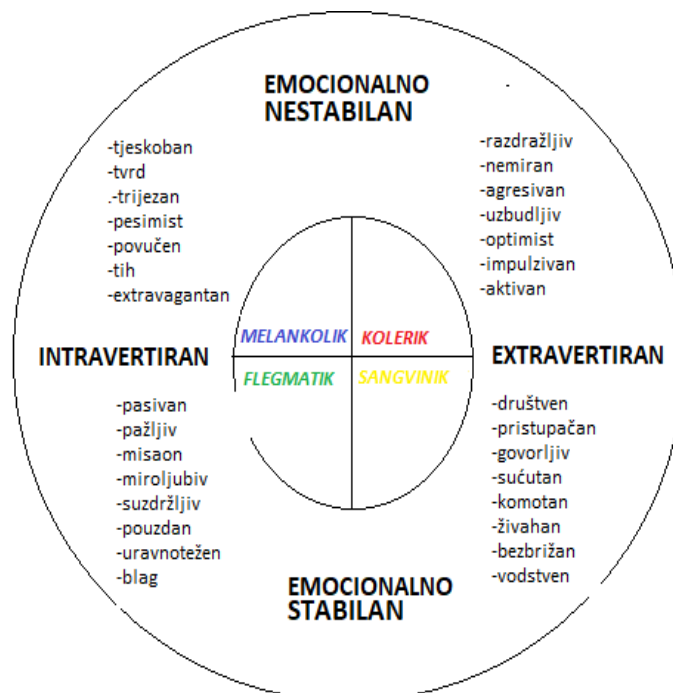 EMOCIONALNO
NESTABILAN
-tjeskoban
-tvrd
.-trijezan
-pesimist
-povučen
-tih
-extravagantan
-razdražljiv
-nemiran
-agresivan
-uzbudljiv
-optimist
-impulzivan
-aktivan
MELANKOLIK
KOLERIK
INTRAVERTIRAN
EXTRAVERTIRAN
FLEGMATIK
SANGVINIK
-pasivan
-pažljiv
-misaon
-miroljubiv
-suzdržljiv
-pouzdan
-uravnotežen
-blag
-društven
-pristupačan
-govorljiv
-sućutan
-komotan
-živahan
-bezbrižan
-vodstven
EMOCIONALNO
STABILAN